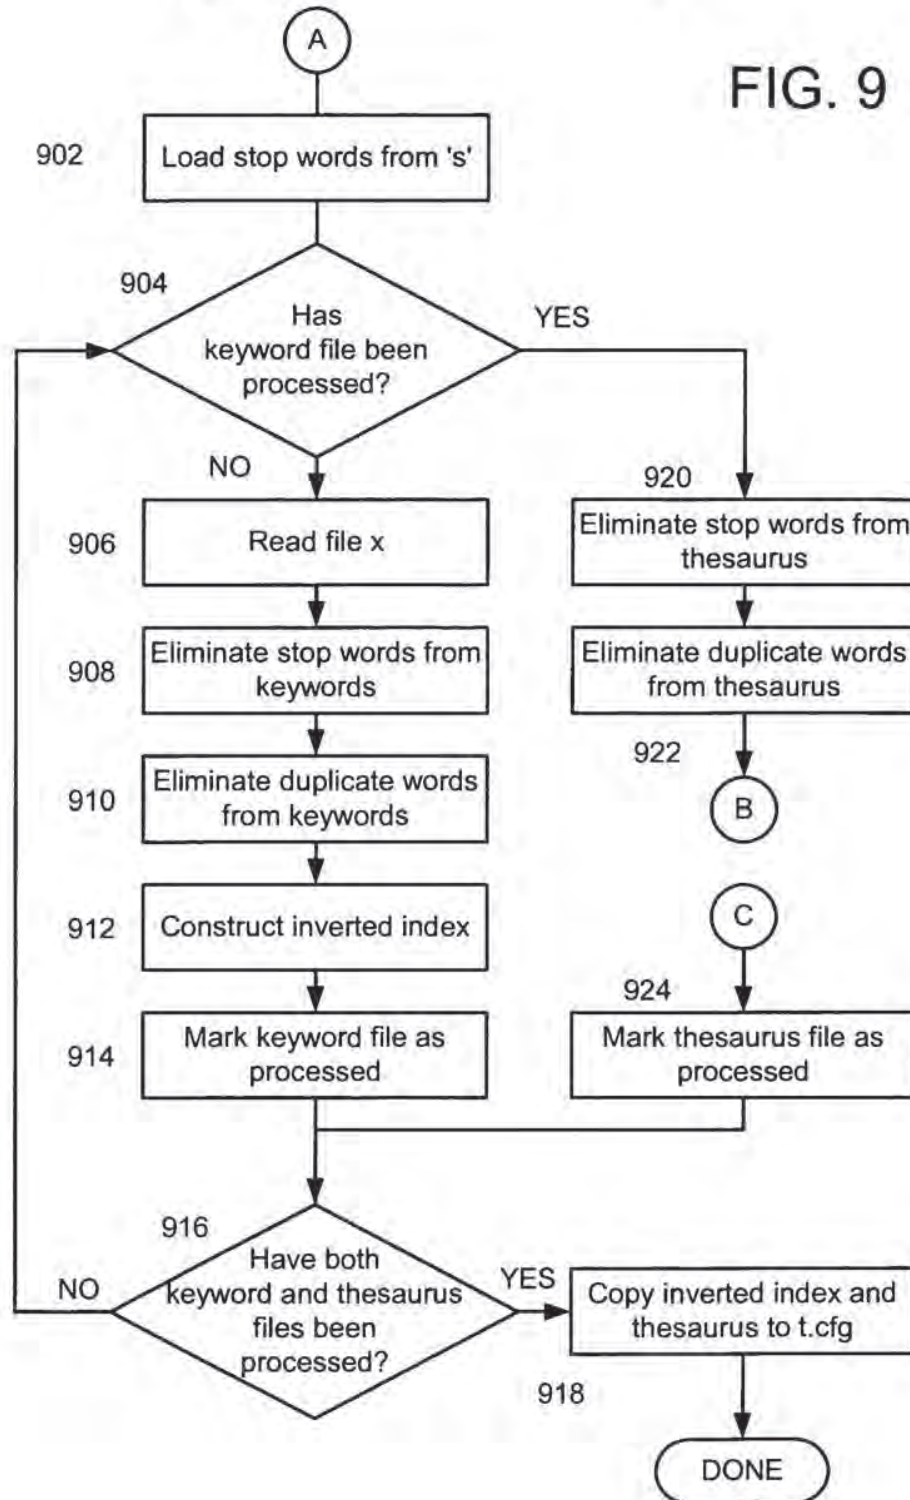 A
FIG. 9
902
Load stop words from 's'
904
Has
keyword file been
processed?
YES
NO
920
906
Read file x
Eliminate stop words from
thesaurus
908
Eliminate stop words from
keywords
Eliminate duplicate words
from thesaurus
922
910
Eliminate duplicate words
from keywords
B
912
Construct inverted index
C
924
914
Mark keyword file as
processed
Mark thesaurus file as
processed
916
Have both
keyword and thesaurus
files been
processed?
NO
YES
Copy inverted index and
thesaurus to t.cfg
918
DONE